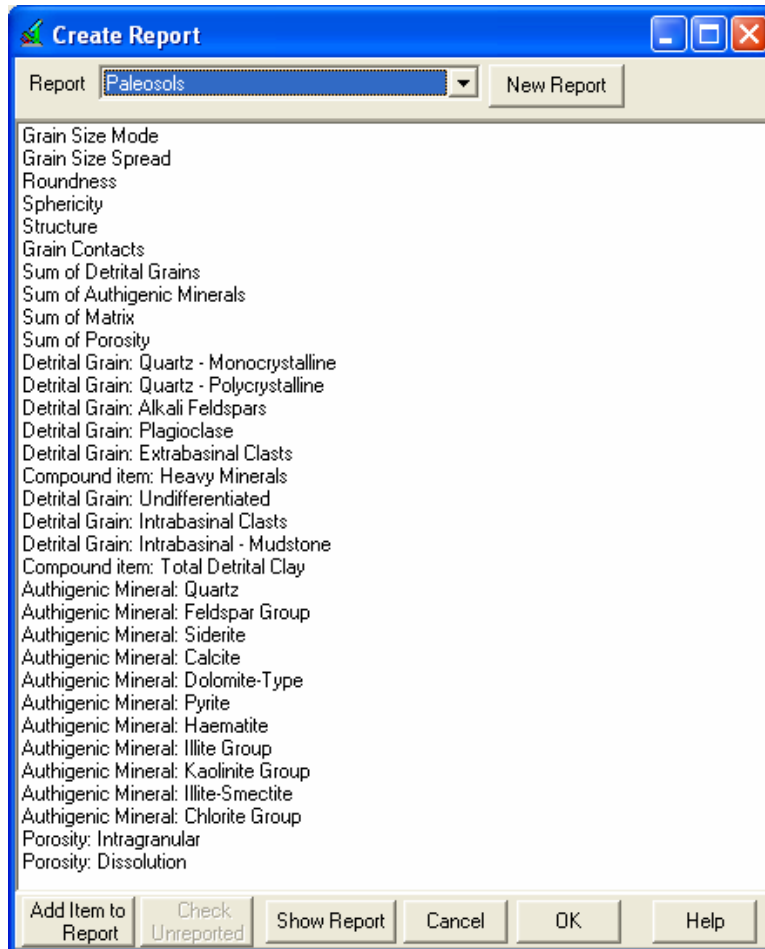 Create Report
Report Paleosols New Report
Grain Size Mode
Grain Size Spread
Roundness
Sphericity
Structure
Grain Contacts
Sum of Detrital Grains
Sum of Authigenic Minerals
Sum of Matrix
Sum of Porosity
Detrital Grain: Quartz - Monocrystalline
Detrital Grain: Quartz - Polycrystalline
Detrital Grain: Alkali Feldspars
Detrital Grain: Plagioclase
Detrital Grain: Extrabasinal Clasts
Compound item: Heavy Minerals
Detrital Grain: Undifferentiated
Detrital Grain: Intrabasinal Clasts
Detrital Grain: Intrabasinal - Mudstone
Compound item: Total Detrital Clay
Authigenic Mineral: Quartz
Authigenic Mineral: Feldspar Group
Authigenic Mineral: Siderite
Authigenic Mineral: Calcite
Authigenic Mineral: Dolomite-Type
Authigenic Mineral: Pyrite
Authigenic Mineral: Haematite
Authigenic Mineral: Illite Group
Authigenic Mineral: Kaolinite Group
Authigenic Mineral: Illite-Smectite
Authigenic Mineral: Chlorite Group
Porosity: Intragranular
Porosity: Dissolution
Add Item to
Report
Check
Unreported
Show Report
Cancel
OK
Help